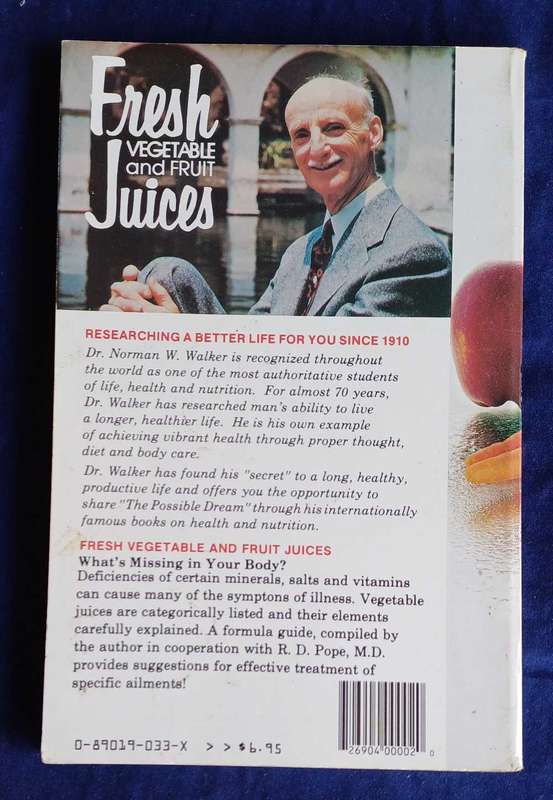 Fresh
VEGETABLE
and FRUIT
Juices
RESEARCHING A BETTER LIFE FOR YOU SINCE 1910
Dr. Norman W. Walker is recognized throughout
the world as one of the most authoritative students
of life, health and nutrition. For almost 70 years,
Dr. Walker has researched man's ability to live
a longer, healthier life. He is his own example
of achieving vibrant health through proper thought,
diet and body care.
Dr. Walker has found his "secret" to a long, healthy,
productive life and offers you the opportunity to
share "The Possible Dream" through his internationally
famous books on health and nutrition.
FRESH VEGETABLE AND FRUIT JUICES
What's Missing in Your Body?
Deficiencies of certain minerals, salts and vitamins
can cause many of the symptons of illness. Vegetable
juices are categorically listed and their elements
carefully explained. A formula guide, compiled by
the author in cooperation with R. D. Pope, M.D.
provides suggestions for effective treatment of
specific ailments!
0-89019-033-X > > $6.95
26904 00002 0